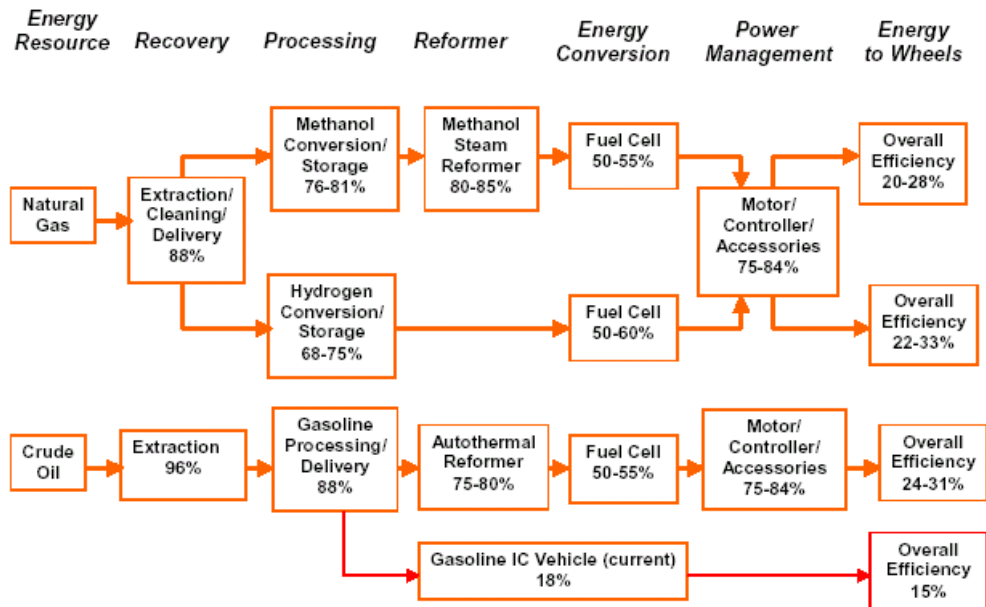 Energy
Resource
Recovery
Processing
Reformer
Energy
Conversion
Power
Management
Energy
to Wheels
Natural
Gas
Extraction/
Cleaning/
Delivery
88%
Methanol
Conversion/
Storage
76-81%
Methanol
Steam
Reformer
80-85%
Fuel Cell
50-55%
Hydrogen
Conversion/
Storage
68-75%
Fuel Cell
50-60%
Motor/
Controller/
Accessories
75-84%
Overall
Efficiency
20-28%
Overall
Efficiency
22-33%
Crude
Oil
Extraction
96%
Gasoline
Processing/
Delivery
88%
Autothermal
Reformer
75-80%
Fuel Cell
50-55%
Motor/
Controller/
Accessories
75-84%
Overall
Efficiency
24-31%
Gasoline IC Vehicle (current)
18%
Overall
Efficiency
15%